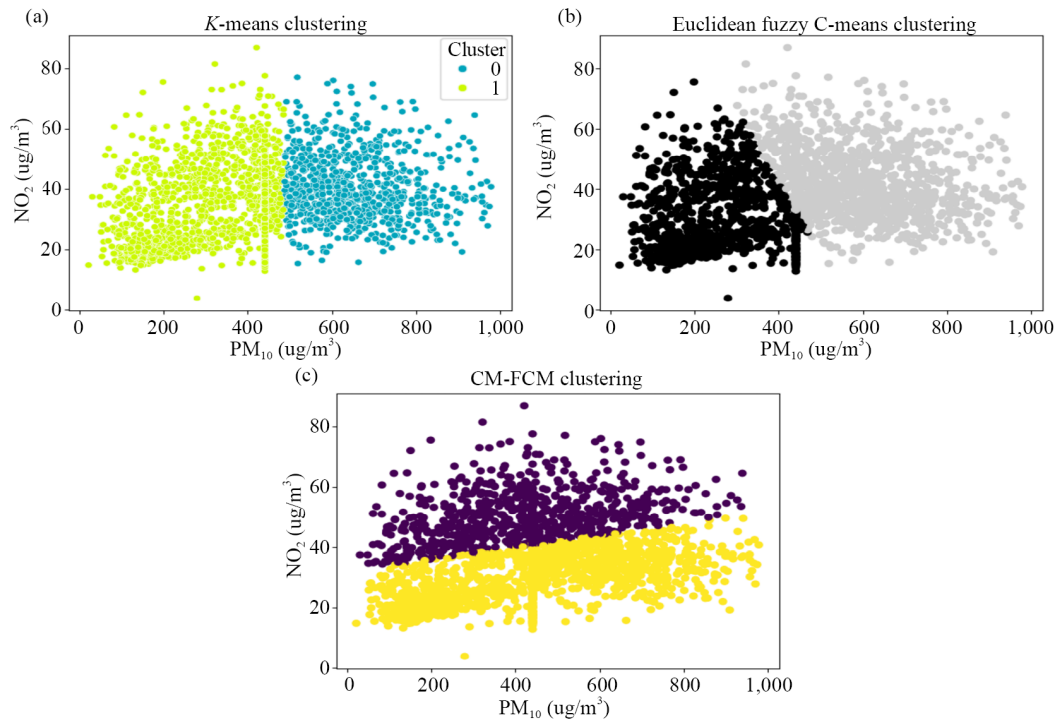 (a)
K-means clustering
Cluster
0
1
NO₂ (ug/m³)
80
60
40
20
0
0 200 400 600 800 1,000
PM₁₀ (ug/m³)
(b)
Euclidean fuzzy C-means clustering
NO₂ (ug/m³)
80
60
40
20
0
0 200 400 600 800 1,000
PM₁₀ (ug/m³)
(c)
CM-FCM clustering
NO₂ (ug/m³)
80
60
40
20
0
0 200 400 600 800 1,000
PM₁₀ (ug/m³)